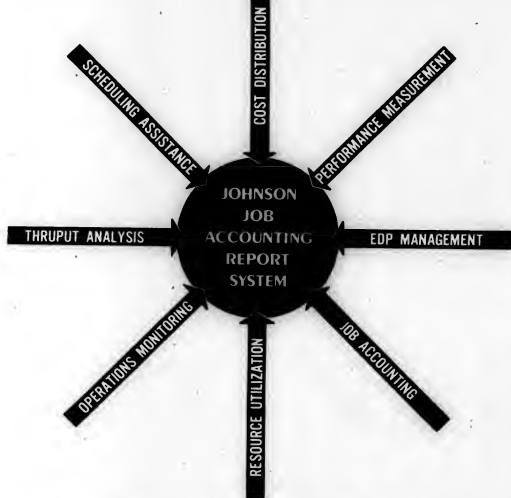 COST DISTRIBUTION
SCHEDULING ASSISTANCE
PERFORMANCE MEASUREMENT
JOHNSON
JOB
ACCOUNTING
REPORT
SYSTEM
THRUPUT ANALYSIS
EDP MANAGEMENT
OPERATIONS MONITORING
JOB ACCOUNTING
RESOURCE UTILIZATION